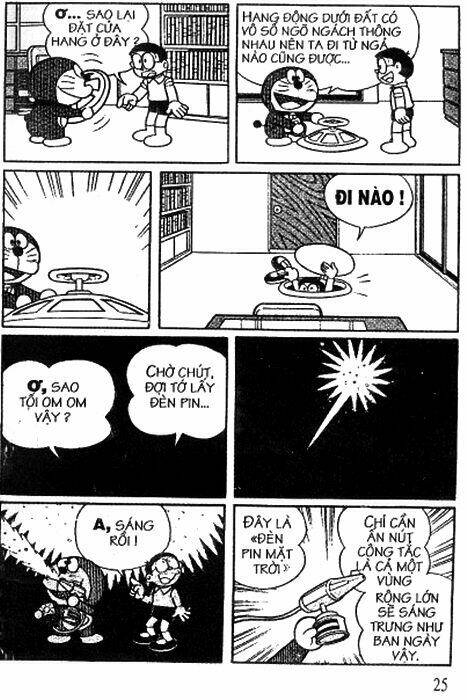 Ơ... SAO LẠI
ĐẶT CỬA
HANG Ở ĐÂY ?
HANG ĐỘNG DƯỚI ĐẤT CÓ
VÔ SỐ NGÕ NGÁCH THÔNG
NHAU NÊN TA ĐI TỪ NGẢ
NÀO CŨNG ĐƯỢC...
ĐI NÀO !
Ơ, SAO
TỐI OM OM
VẬY ?
CHỜ CHÚT,
ĐỢI TỚ LẤY
ĐÈN PIN...
A, SÁNG
RỒI !
ĐÂY LÀ
«ĐÈN
PIN MẶT
TRỜI»
CHỈ CẦN
ẤN NÚT
CÔNG TẮC
LÀ CẢ MỘT
VÙNG
RỘNG LỚN
SẼ SÁNG
TRƯNG NHƯ
BAN NGÀY
VẬY.
25